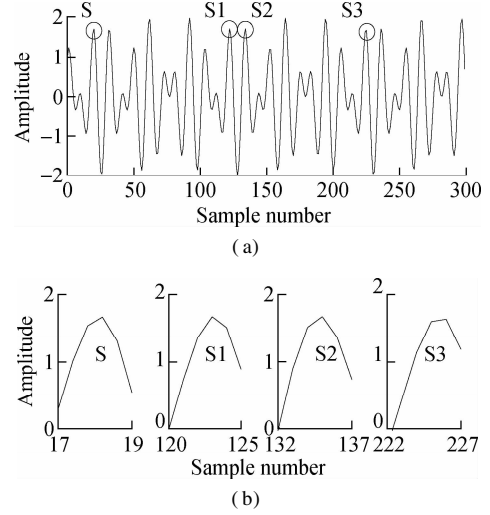 S S1 S2 S3
2
1
0
−1
−2
Amplitude
0 50 100 150 200 250 300
Sample number
(a)
2 2 2 2
1 1 1 1
0 0 0 0
Amplitude
S S1 S2 S3
17 19 120 125 132 137 222 227
Sample number
(b)